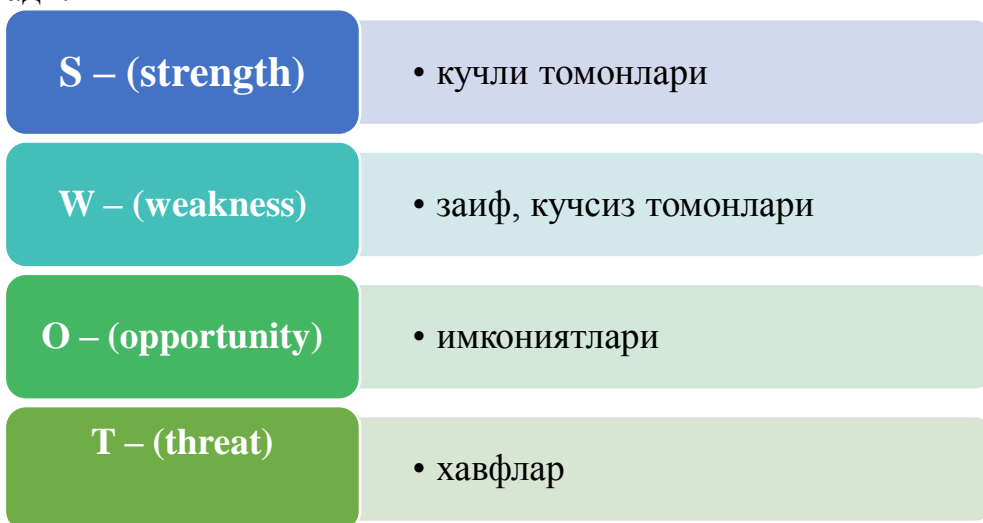 S – (strength)
• кучли томонлари
W – (weakness)
• заиф, кучсиз томонлари
O – (opportunity)
• имкониятлари
T – (threat)
• хавфлар